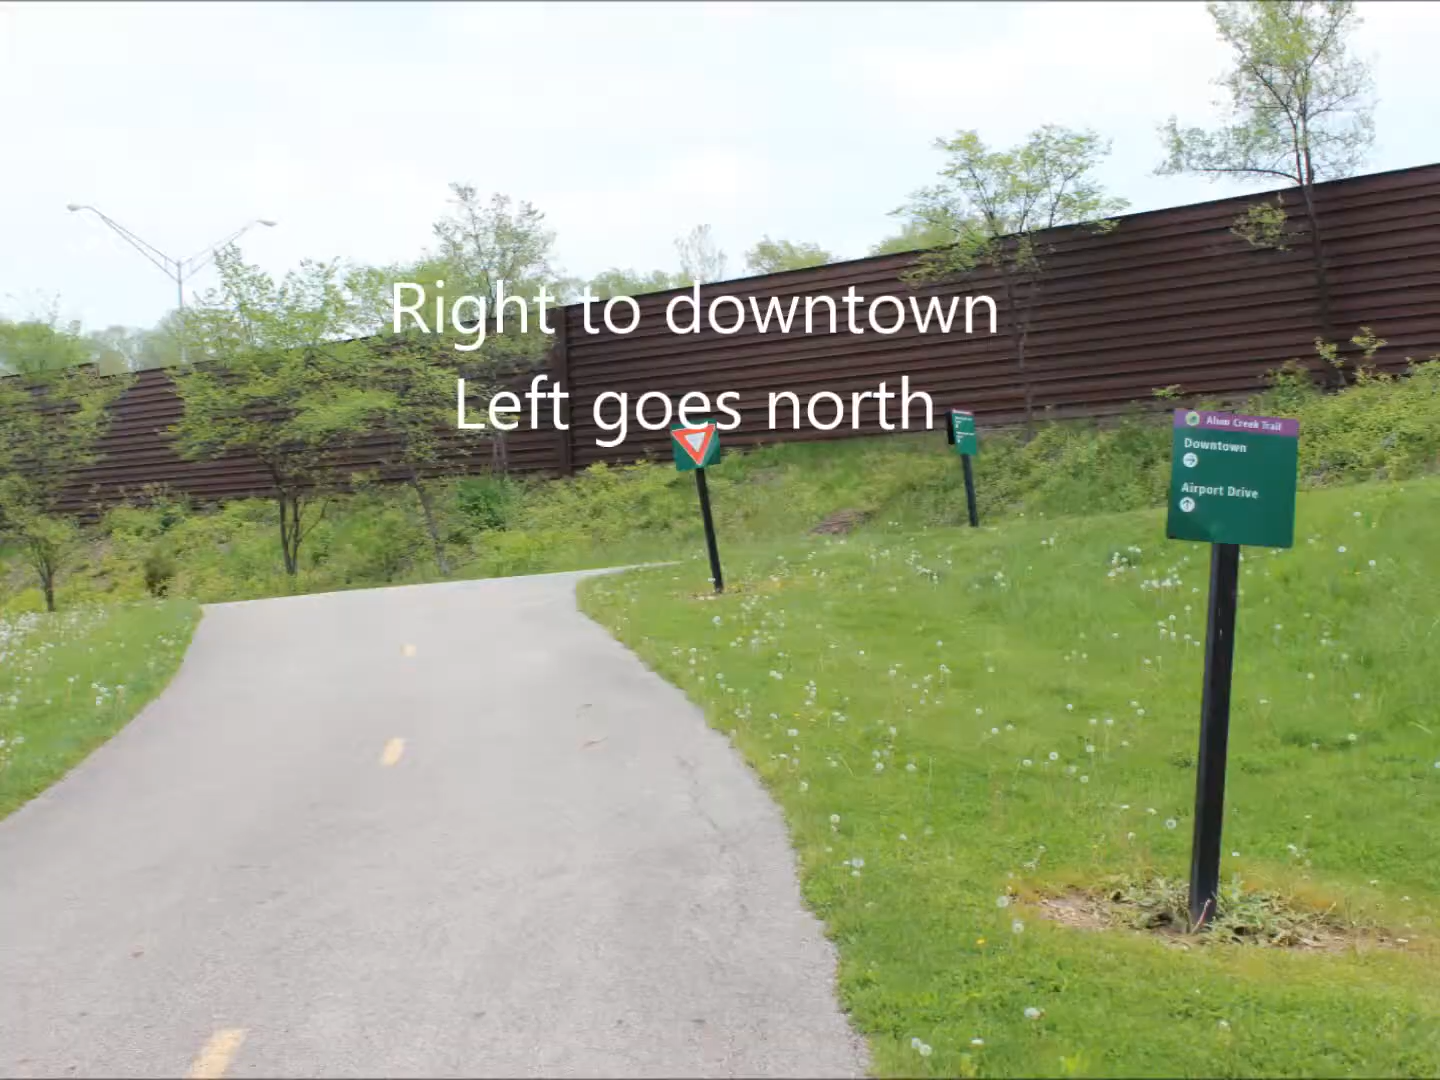 Right to downtown
Left goes north
Alum Creek Trail
Downtown
Airport Drive